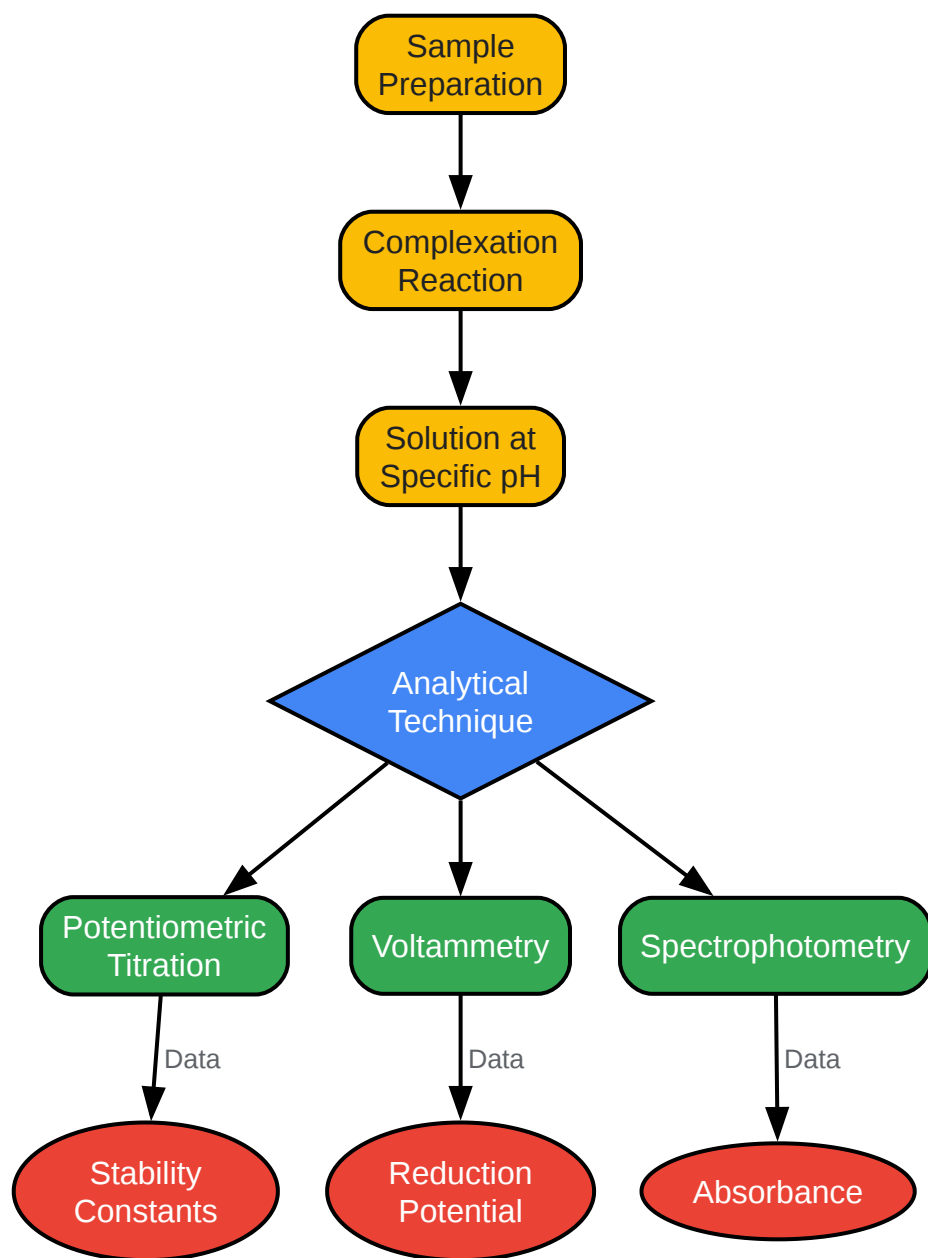 Sample
Preparation
Complexation
Reaction
Solution at
Specific pH
Analytical
Technique
Potentiometric
Titration
Voltammetry
Spectrophotometry
Data
Data
Data
Stability
Constants
Reduction
Potential
Absorbance